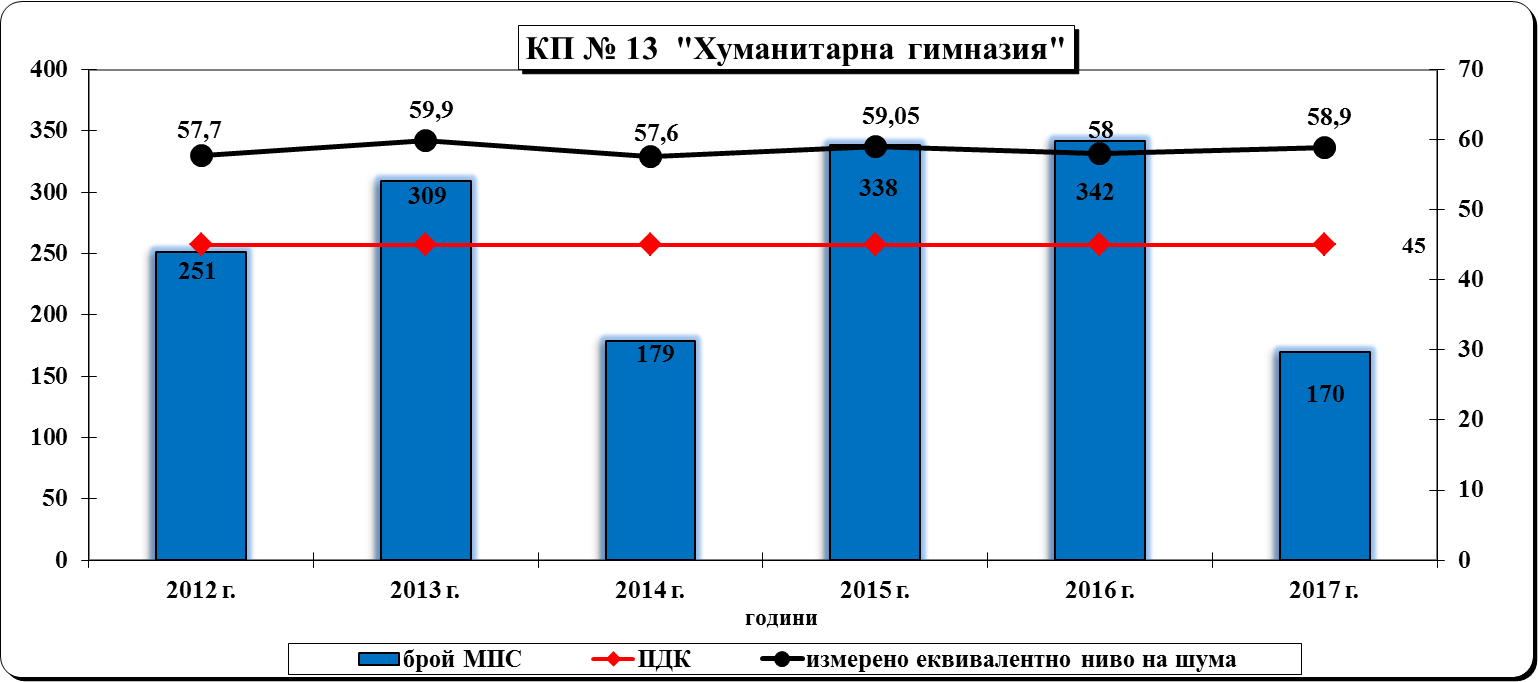 КП № 13 "Хуманитарна гимназия"
400
350
300
250
200
150
100
50
0
70
60
50
40
30
20
10
0
57,7
59,9
57,6
59,05
58
58,9
251
309
179
338
342
170
45
2012 г.
2013 г.
2014 г.
2015 г.
2016 г.
2017 г.
години
брой МПС
ПДК
измерено еквивалентно ниво на шума